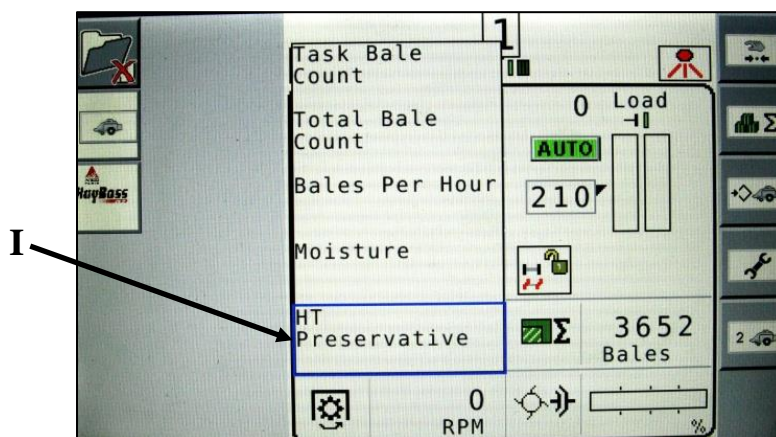 1
Task Bale
Count
Total Bale
Count
Bales Per Hour
Moisture
HT
Preservative
0 Load
AUTO
210
Σ
Σ 3652
Bales
0
RPM
%
2
HayBoss
I